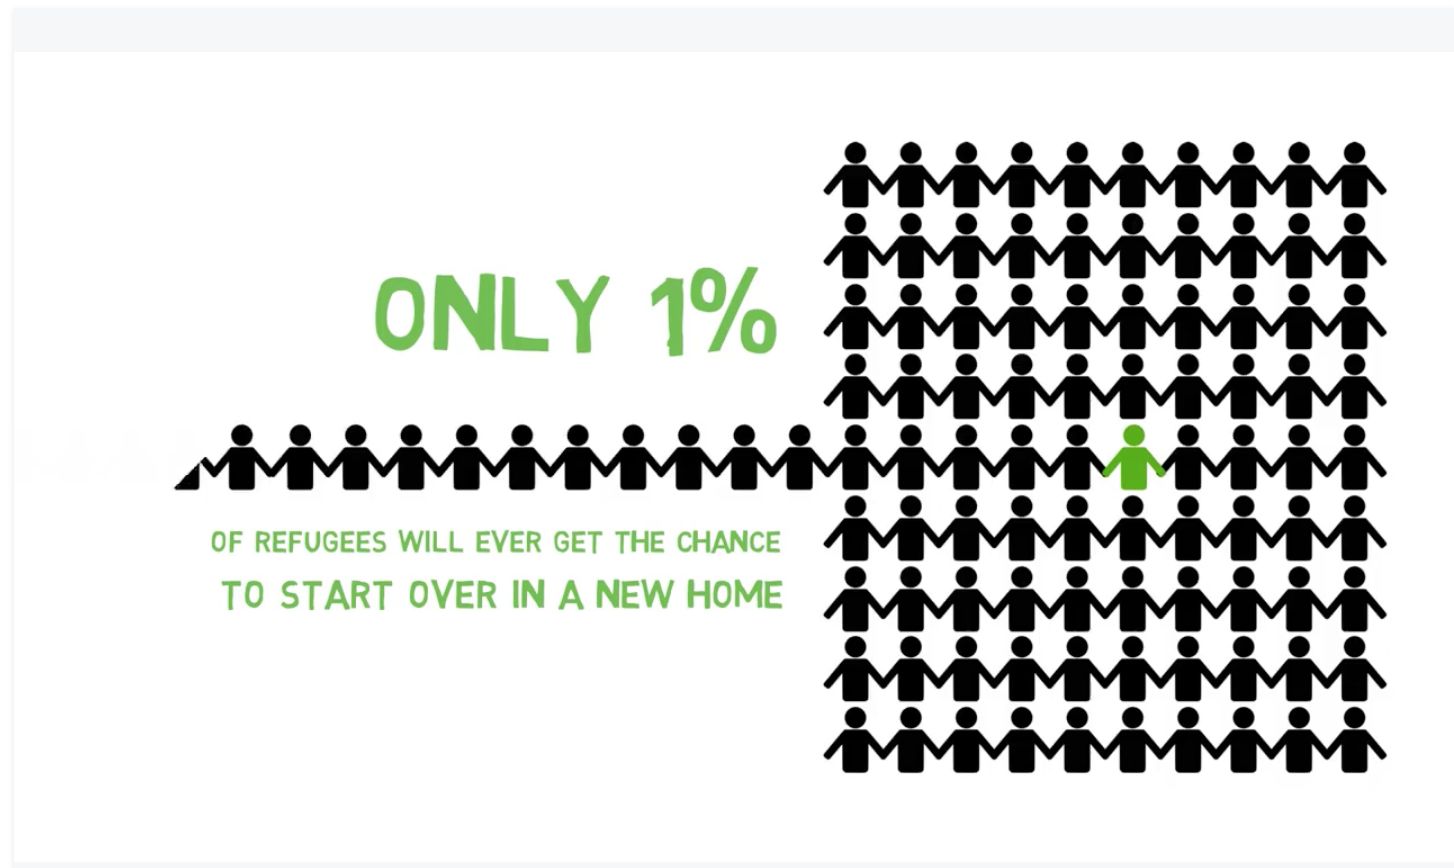 ONLY 1%
OF REFUGEES WILL EVER GET THE CHANCE
TO START OVER IN A NEW HOME